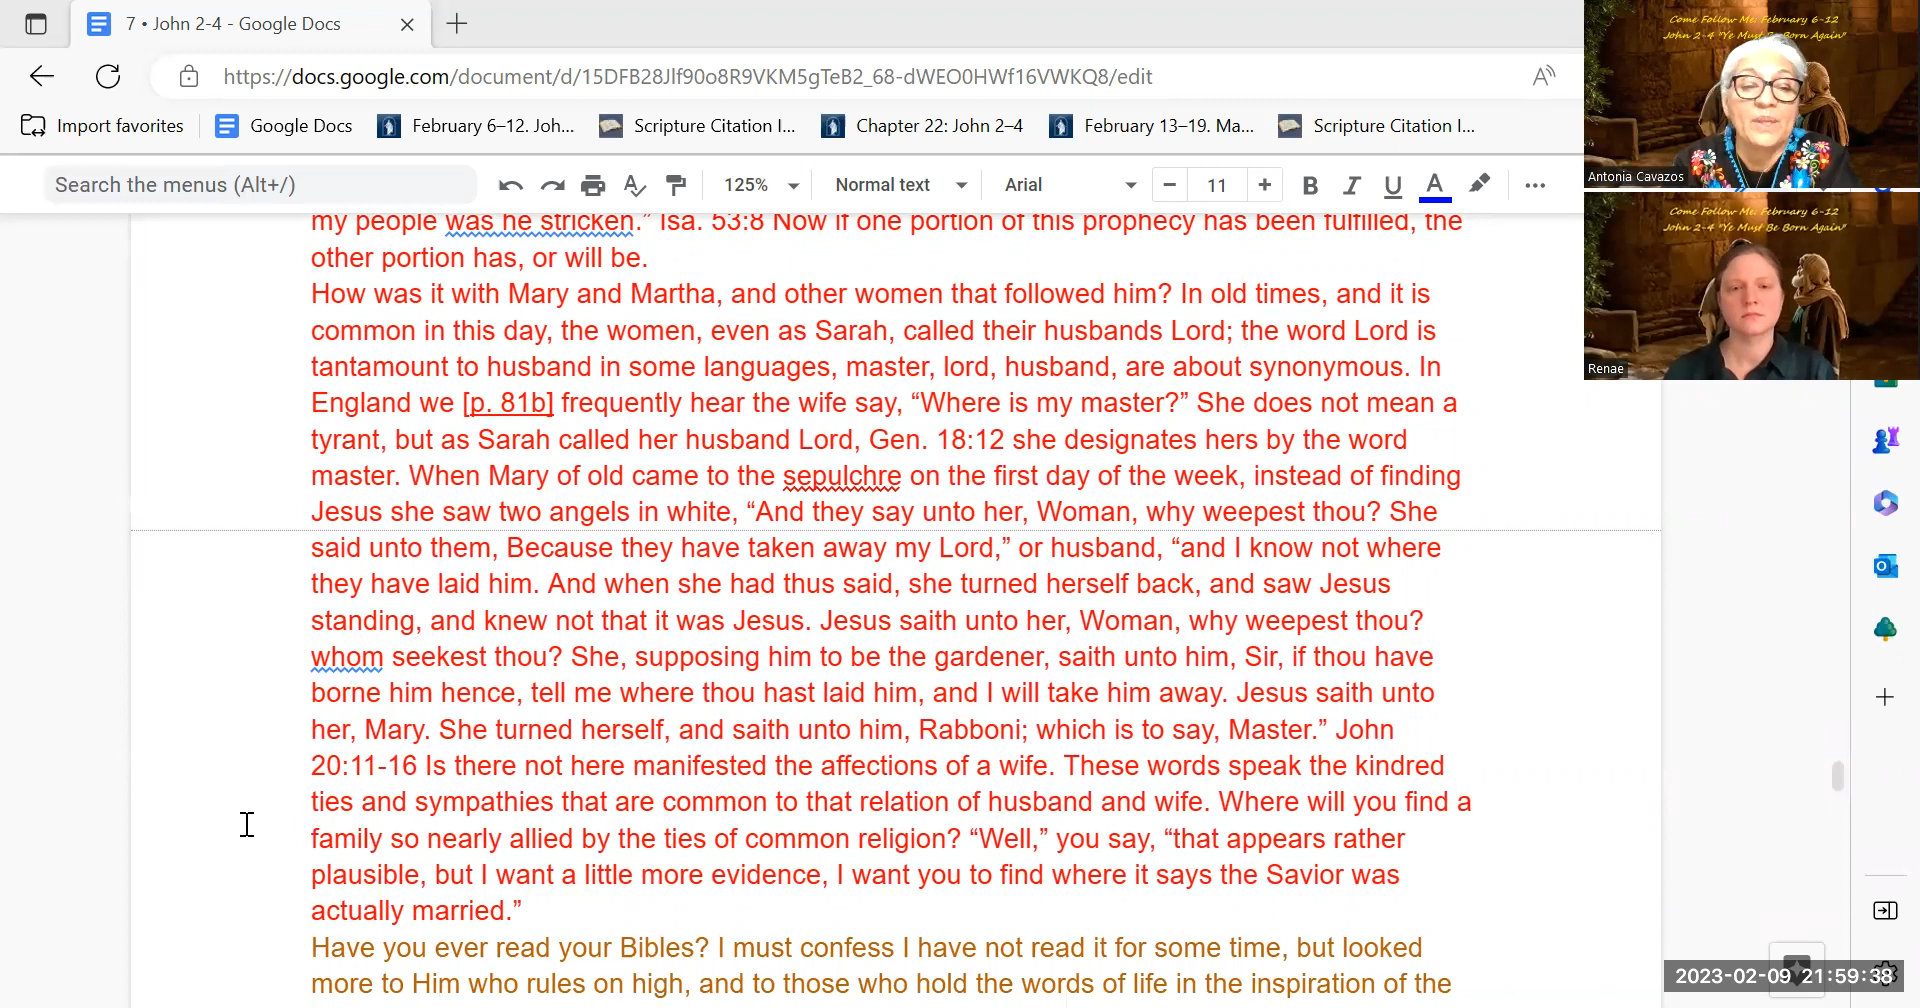 7 • John 2-4 - Google Docs
https://docs.google.com/document/d/15DFB28Jlf90o8R9VKM5gTeB2_68-dWEO0HWf16VWKQ8/edit
Import favorites
Google Docs
February 6–12. Joh...
Scripture Citation I...
Chapter 22: John 2–4
February 13–19. Ma...
Scripture Citation I...
Search the menus (Alt+/)
125%
Normal text
Arial
11
B
I
U
A
my people was he stricken.” Isa. 53:8 Now if one portion of this prophecy has been fulfilled, the
other portion has, or will be.
How was it with Mary and Martha, and other women that followed him? In old times, and it is
common in this day, the women, even as Sarah, called their husbands Lord; the word Lord is
tantamount to husband in some languages, master, lord, husband, are about synonymous. In
England we [p. 81b] frequently hear the wife say, “Where is my master?” She does not mean a
tyrant, but as Sarah called her husband Lord, Gen. 18:12 she designates hers by the word
master. When Mary of old came to the sepulchre on the first day of the week, instead of finding
Jesus she saw two angels in white, “And they say unto her, Woman, why weepest thou? She
said unto them, Because they have taken away my Lord,” or husband, “and I know not where
they have laid him. And when she had thus said, she turned herself back, and saw Jesus
standing, and knew not that it was Jesus. Jesus saith unto her, Woman, why weepest thou?
whom seekest thou? She, supposing him to be the gardener, saith unto him, Sir, if thou have
borne him hence, tell me where thou hast laid him, and I will take him away. Jesus saith unto
her, Mary. She turned herself, and saith unto him, Rabboni; which is to say, Master.” John
20:11-16 Is there not here manifested the affections of a wife. These words speak the kindred
ties and sympathies that are common to that relation of husband and wife. Where will you find a
family so nearly allied by the ties of common religion? “Well,” you say, “that appears rather
plausible, but I want a little more evidence, I want you to find where it says the Savior was
actually married.”
Have you ever read your Bibles? I must confess I have not read it for some time, but looked
more to Him who rules on high, and to those who hold the words of life in the inspiration of the
Come Follow Me: February 6-12
John 2-4 "Ye Must Be Born Again"
Antonia Cavazos
Come Follow Me: February 6-12
John 2-4 "Ye Must Be Born Again"
Renae
2023-02-09 21:59:38